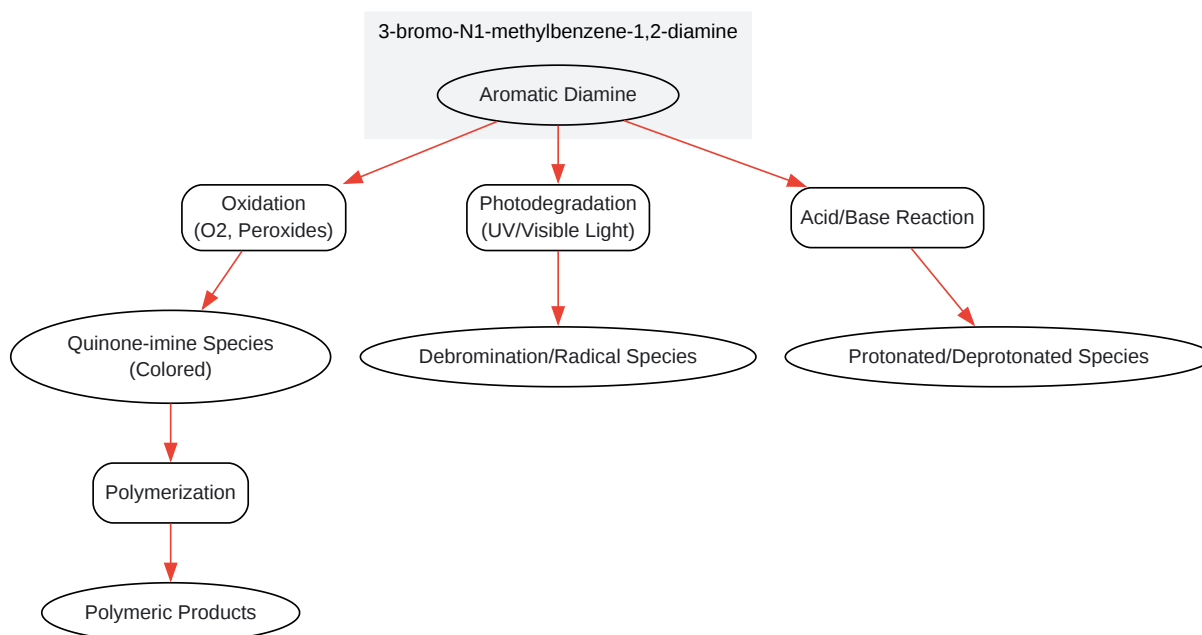 3-bromo-N1-methylbenzene-1,2-diamine
Aromatic Diamine
Oxidation
(O2, Peroxides)
Photodegradation
(UV/Visible Light)
Acid/Base Reaction
Quinone-imine Species
(Colored)
Debromination/Radical Species
Protonated/Deprotonated Species
Polymerization
Polymeric Products